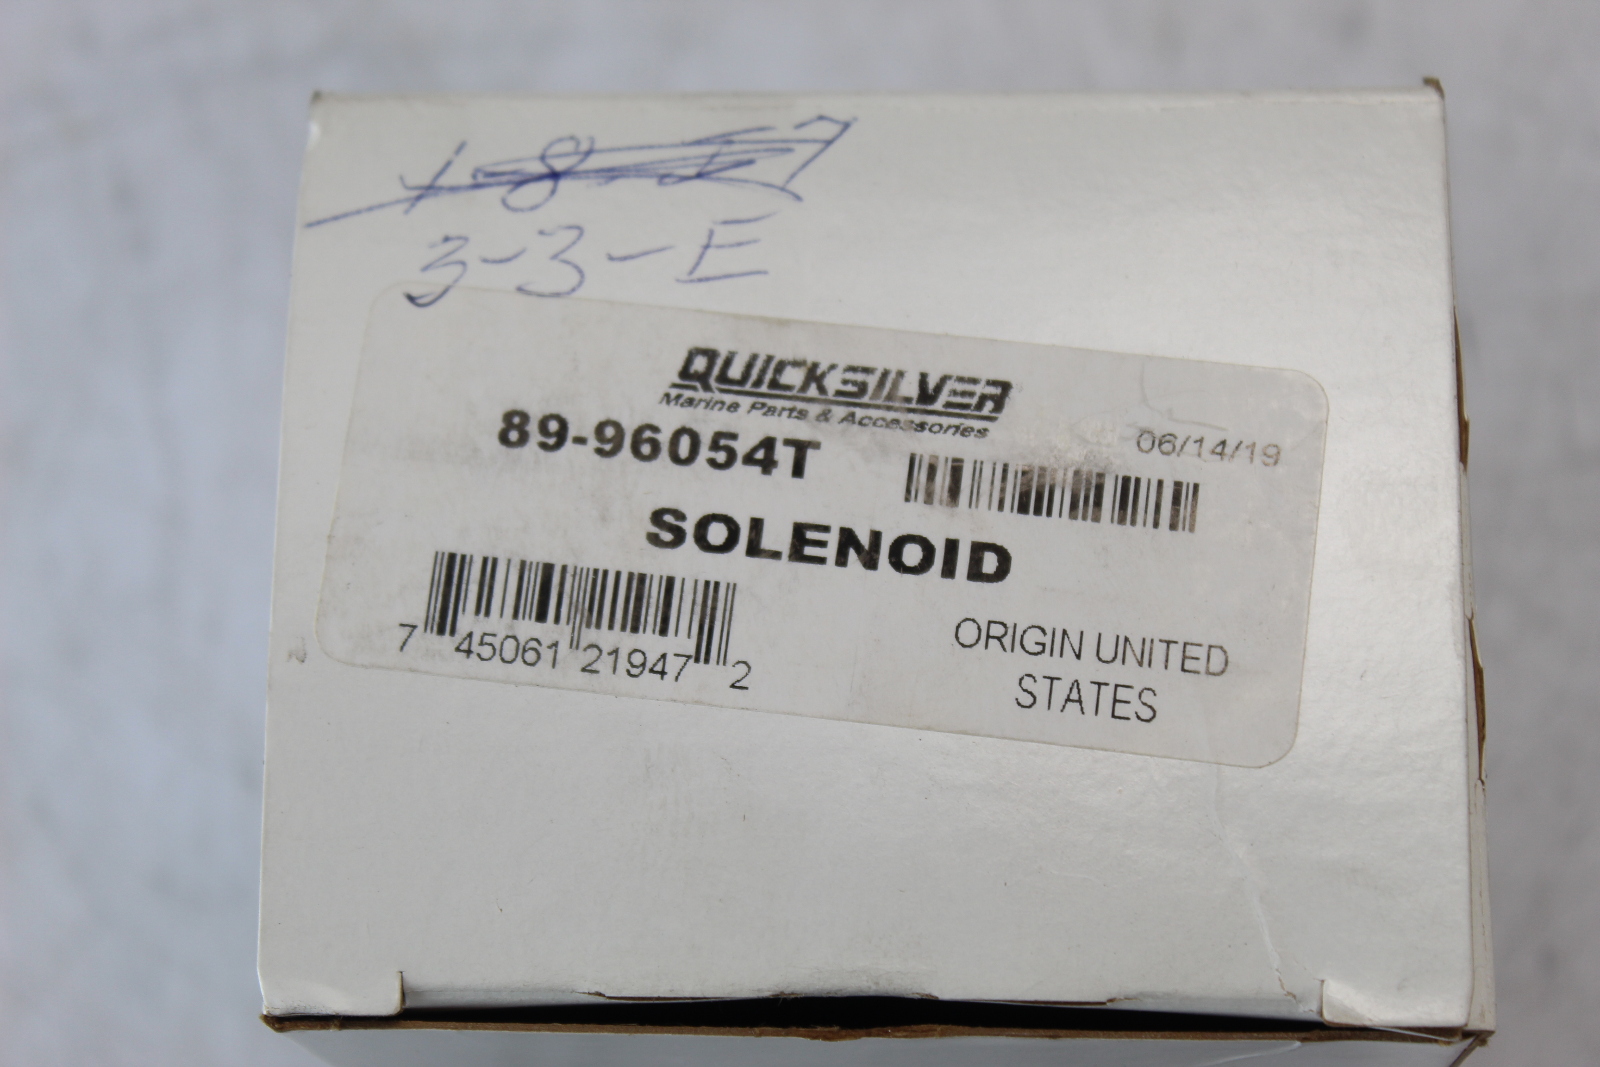 3-3-E
QUICKSILVER
Marine Parts & Accessories
89-96054T
06/14/19
SOLENOID
7 45061 21947 2
ORIGIN UNITED
STATES